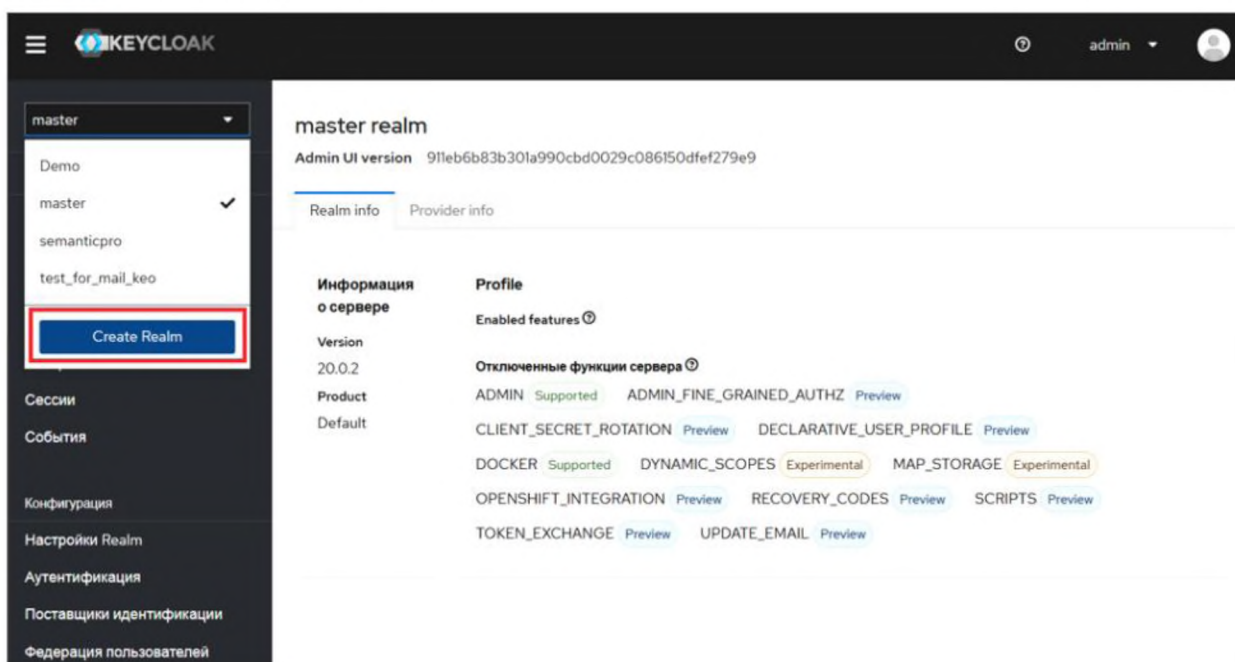 KEYCLOAK
admin
master
Demo
master
semanticpro
test_for_mail_keo
Create Realm
Сессии
События
Конфигурация
Настройки Realm
Аутентификация
Поставщики идентификации
Федерация пользователей
master realm
Admin UI version 911eb6b83b301a990cbd0029c086150dfef279e9
Realm info Provider info
Информация
о сервере
Version
20.0.2
Product
Default
Profile
Enabled features
Отключенные функции сервера
ADMIN Supported ADMIN_FINE_GRAINED_AUTHZ Preview
CLIENT_SECRET_ROTATION Preview DECLARATIVE_USER_PROFILE Preview
DOCKER Supported DYNAMIC_SCOPES Experimental MAP_STORAGE Experimental
OPENSHIFT_INTEGRATION Preview RECOVERY_CODES Preview SCRIPTS Preview
TOKEN_EXCHANGE Preview UPDATE_EMAIL Preview